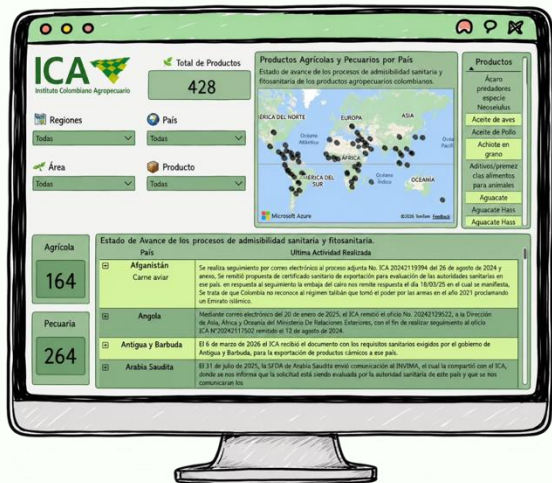 ICA
Instituto Colombiano Agropecuario
Total de Productos
428
Regiones
Todas
País
Todas
Área
Todas
Producto
Todas
Productos Agrícolas y Pecuarios por País
Estado de avance de los procesos de admisibilidad sanitaria y
fitosanitaria de los productos agropecuarios colombianos.
ÉRICA DEL NORTE
EUROPA
ASIA
Océano
Atlántico
ÁFRICA
AMÉRICA DEL
SUR
Océano
Índico
OCEANÍA
Microsoft Azure
©2026 TomTom Feedback
Productos
Ácaro
predadores
especie
Neoseiulus
Aceite de aves
Aceite de Pollo
Achiote en
grano
Aditivos/premez
clas alimentos
para animales
Aguacate
Aguacate Hass
Aguacate Hass
Agrícola
164
Pecuaria
264
Estado de Avance de los procesos de admisibilidad sanitaria y fitosanitaria.
País
Ultima Actividad Realizada
Afganistán
Carne aviar
Se realiza seguimiento por correo electrónico al proceso adjunta No. ICA 20242119394 del 26 de agosto de 2024 y
anexo, Se remitió propuesta de certificado sanitario de exportación para evaluación de las autoridades sanitarias en
ese país. en respuesta al seguimiento la embaja del cairo nos remite respuesta el día 18/03/25 en el cual se manifiesta,
Se trata de que Colombia no reconoce al régimen talibán que tomó el poder por las armas en el año 2021 proclamando
un Emirato islámico.
Angola
Mediante correo electrónico del 20 de enero de 2025, el ICA remitió el oficio No. 20242129522, a la Dirección
de Asia, África y Oceanía del Ministerio De Relaciones Exteriores, con el fin de realizar seguimiento al oficio
ICA N°20242117502 remitido el 12 de agosto de 2024.
Antigua y Barbuda
El 6 de marzo de 2026 el ICA recibió el documento con los requisitos sanitarios exigidos por el gobierno de
Antigua y Barbuda, para la exportación de productos cárnicos a ese país.
Arabia Saudita
El 31 de julio de 2025, la SFDA de Arabia Saudita envió comunicación al INVIMA, el cual la compartió con el ICA,
donde se nos informa que la solicitud está siendo evaluada por la autoridad sanitaria de este país y que se nos
comunicaran los